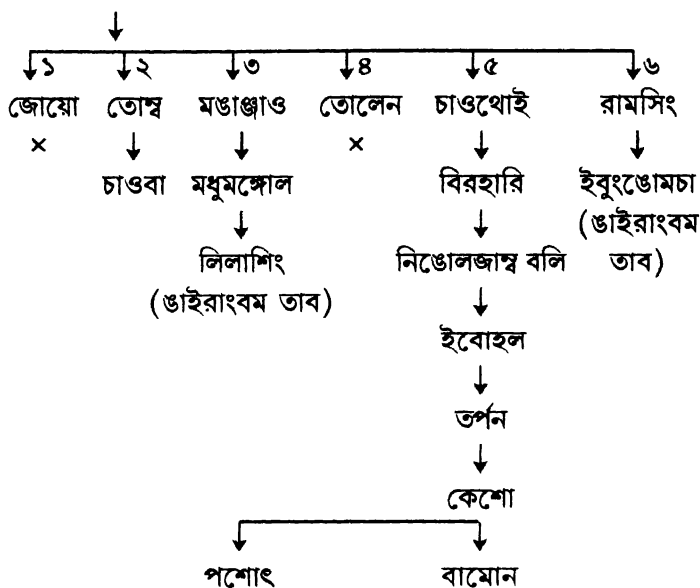 ১ ২ ৩ ৪ ৫ ৬
জোয়ো তোম্ব মঙাঞ্জাও তোলেন চাওথোই রামসিং
× ×
চাওবা মধুমঙ্গোল বিরহারি ইবুংঙোমচা
লিলাশিং নিঙোলজাম্ব বলি (ঙাইরাংবম
(ঙাইরাংবম তাব) তাব)
ইবোহল
তর্পন
কেশো
পশোৎ বামোন